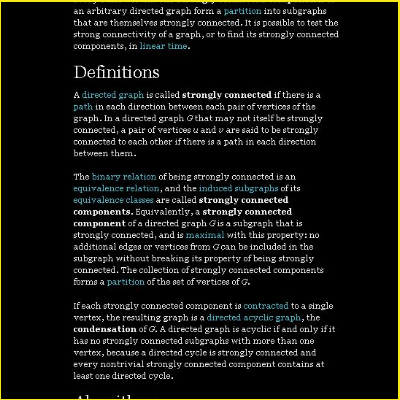 an arbitrary directed graph form a partition into subgraphs
that are themselves strongly connected. It is possible to test the
strong connectivity of a graph, or to find its strongly connected
components, in linear time.
Definitions
A directed graph is called strongly connected if there is a
path in each direction between each pair of vertices of the
graph. In a directed graph G that may not itself be strongly
connected, a pair of vertices u and v are said to be strongly
connected to each other if there is a path in each direction
between them.
The binary relation of being strongly connected is an
equivalence relation, and the induced subgraphs of its
equivalence classes are called strongly connected
components. Equivalently, a strongly connected
component of a directed graph G is a subgraph that is
strongly connected, and is maximal with this property: no
additional edges or vertices from G can be included in the
subgraph without breaking its property of being strongly
connected. The collection of strongly connected components
forms a partition of the set of vertices of G.
If each strongly connected component is contracted to a single
vertex, the resulting graph is a directed acyclic graph, the
condensation of G. A directed graph is acyclic if and only if it
has no strongly connected subgraphs with more than one
vertex, because a directed cycle is strongly connected and
every nontrivial strongly connected component contains at
least one directed cycle.